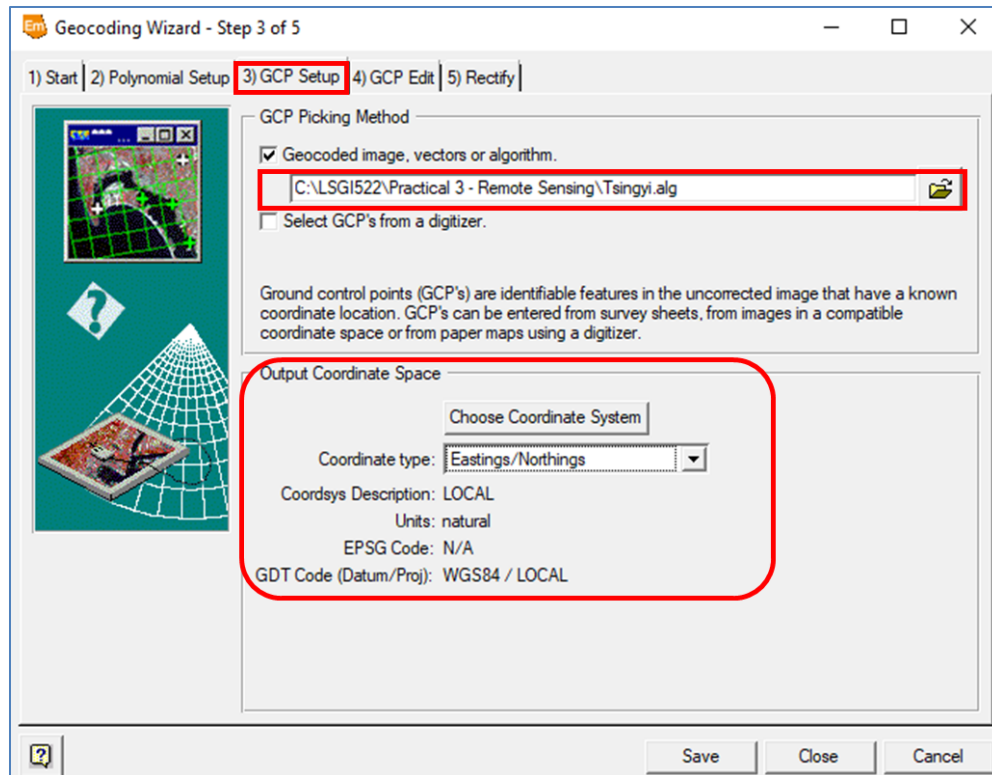 Em Geocoding Wizard - Step 3 of 5
1) Start 2) Polynomial Setup 3) GCP Setup 4) GCP Edit 5) Rectify
GCP Picking Method
Geocoded image, vectors or algorithm.
C:\LSGI522\Practical 3 - Remote Sensing\Tsingyi.alg
Select GCP's from a digitizer.
Ground control points (GCP's) are identifiable features in the uncorrected image that have a known
coordinate location. GCP's can be entered from survey sheets, from images in a compatible
coordinate space or from paper maps using a digitizer.
Output Coordinate Space
Choose Coordinate System
Coordinate type: Eastings/Northings
Coordsys Description: LOCAL
Units: natural
EPSG Code: N/A
GDT Code (Datum/Proj): WGS84 / LOCAL
Save Close Cancel